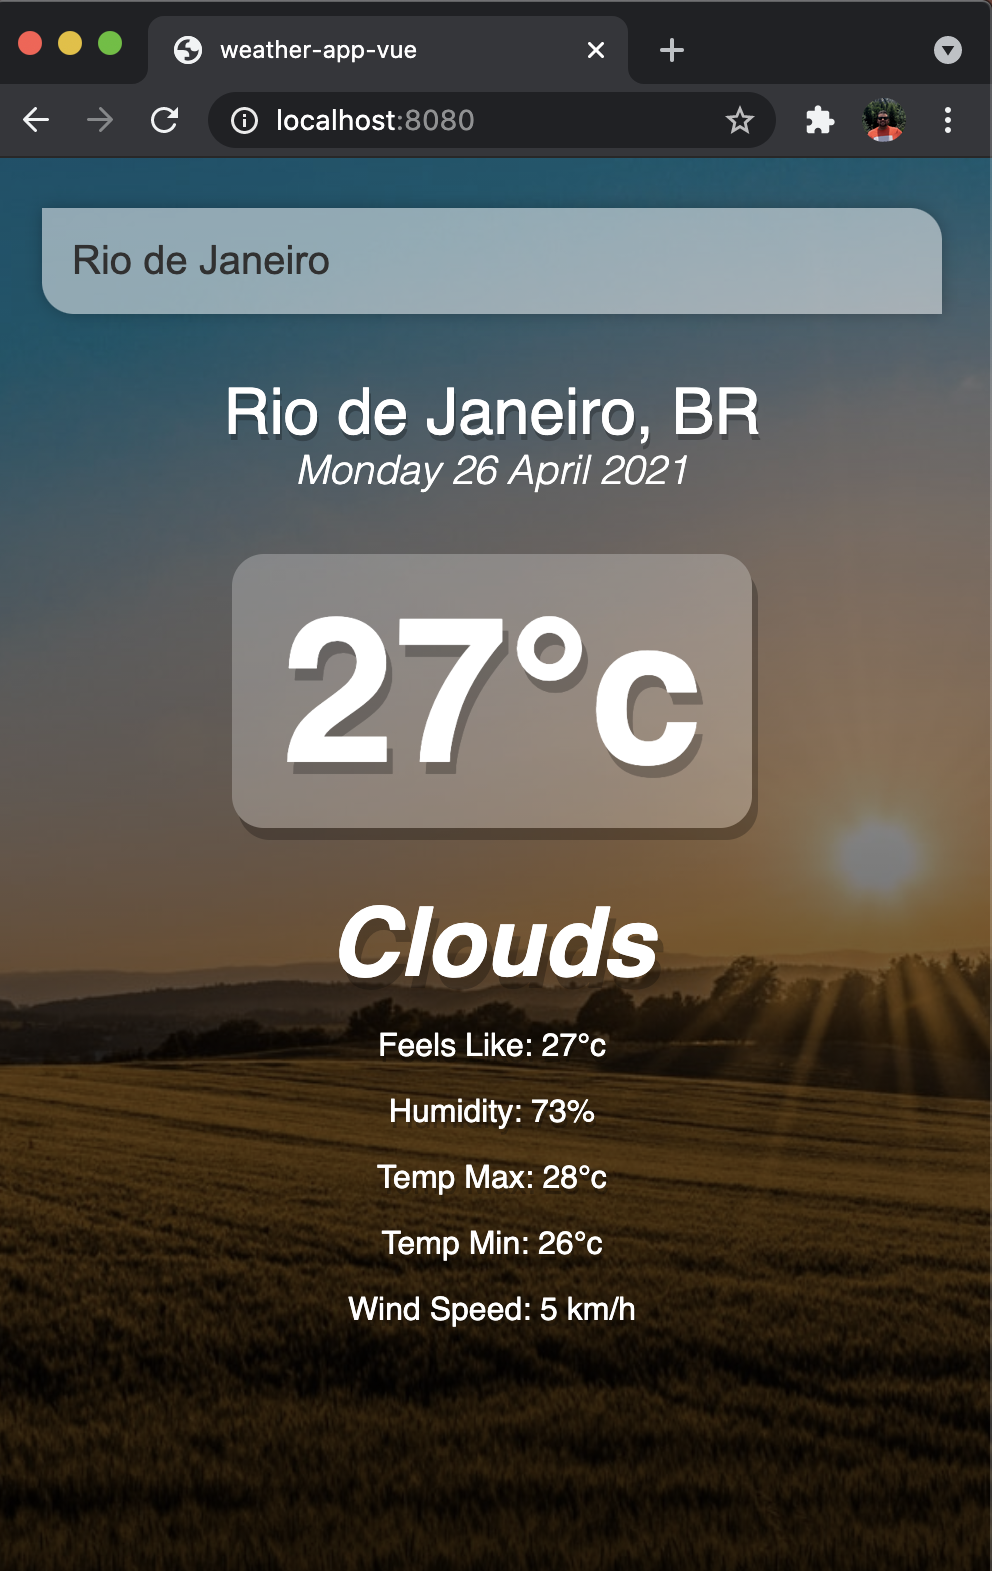 weather-app-vue
localhost:8080
Rio de Janeiro
Rio de Janeiro, BR
Monday 26 April 2021
27°c
Clouds
Feels Like: 27°c
Humidity: 73%
Temp Max: 28°c
Temp Min: 26°c
Wind Speed: 5 km/h